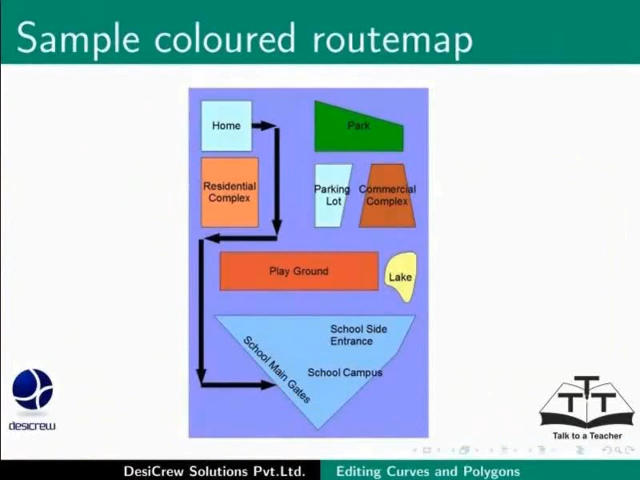 Sample coloured routemap
Home
Park
Residential
Complex
Parking
Lot
Commercial
Complex
Play Ground
Lake
School Side
Entrance
School Main Gates
School Campus
desicrew
TTT
Talk to a Teacher
DesiCrew Solutions Pvt.Ltd.
Editing Curves and Polygons